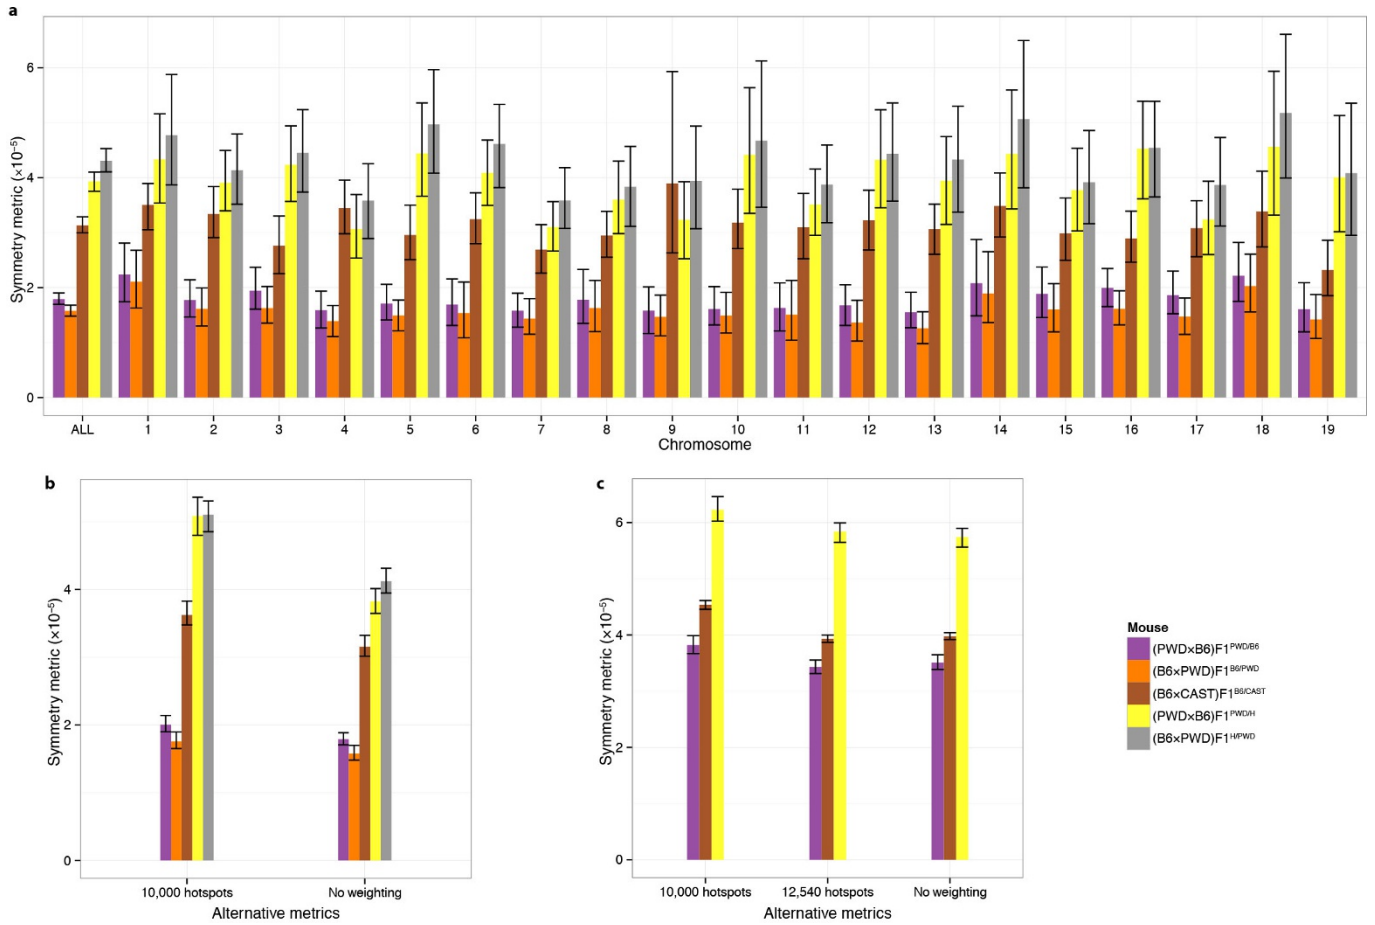 a
Symmetry metric (×10⁻⁵)
6
4
2
0
ALL 1 2 3 4 5 6 7 8 9 10 11 12 13 14 15 16 17 18 19
Chromosome
b
Symmetry metric (×10⁻⁵)
4
2
0
10,000 hotspots No weighting
Alternative metrics
c
Symmetry metric (×10⁻⁵)
6
4
2
0
10,000 hotspots 12,540 hotspots No weighting
Alternative metrics
Mouse
(PWD×B6)F1ᴾᵂᴰ/ᴮ⁶
(B6×PWD)F1ᴮ⁶/ᴾᵂᴰ
(B6×CAST)F1ᴮ⁶/ᶜᴬˢᵀ
(PWD×B6)F1ᴾᵂᴰ/ᴴ
(B6×PWD)F1ᴴ/ᴾᵂᴰ